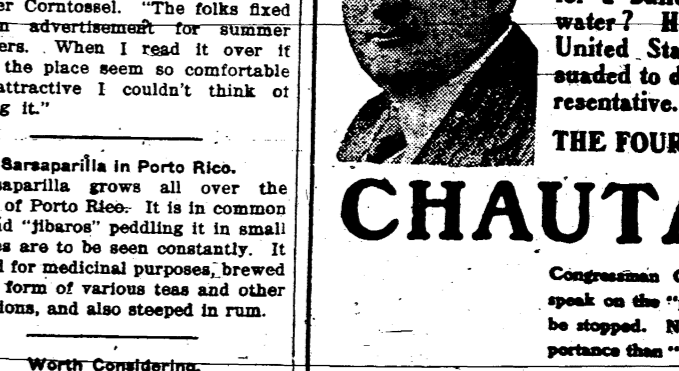 er Corntossel. "The folks fixed
n advertisement for summer
ers. When I read it over it
the place seem so comfortable
attractive I couldn't think of
g it."
Sarsaparilla in Porto Rico.
saparilla grows all over the
of Porto Rico. It is in common
"jibaros" peddling it in small
es are to be seen constantly. It
d for medicinal purposes, brewed
form of various teas and other
ions, and also steeped in rum.
Worth Considering.
water? H
United Sta
suaded to d
resentative.
THE FOUR
CHAUTA
Congressman
speak on the "
be stopped. N
portance than "